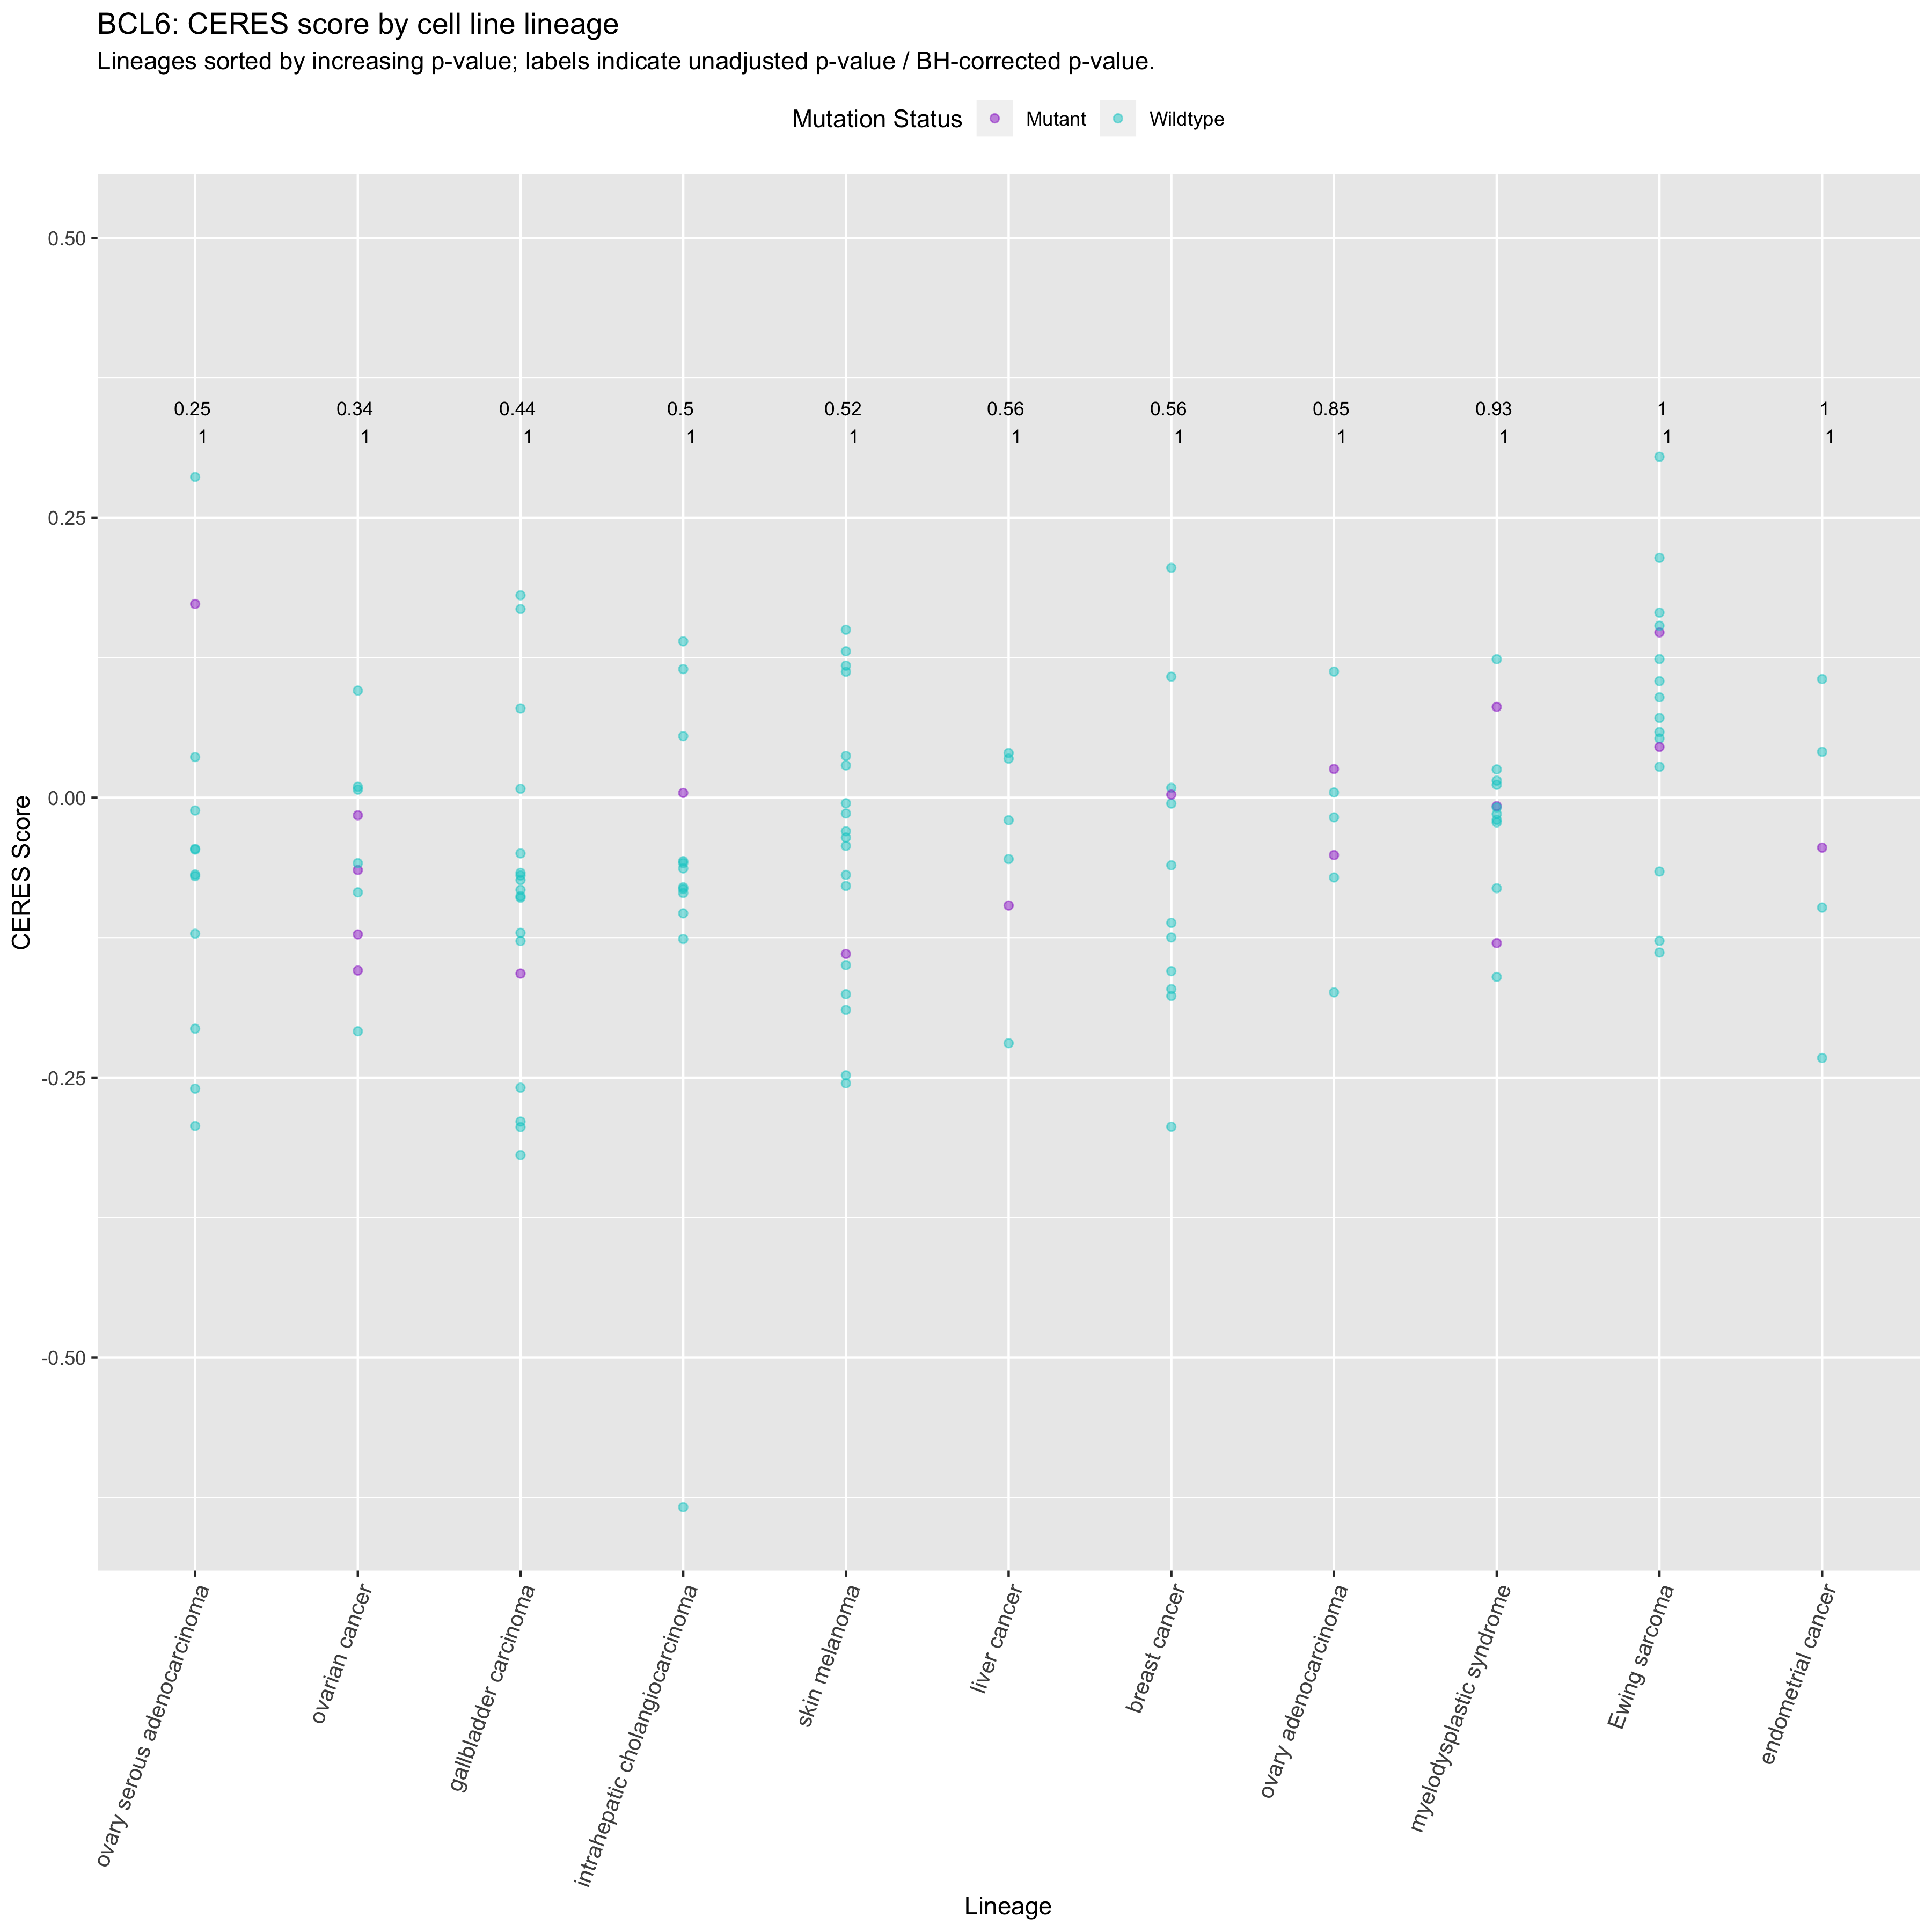 BCL6: CERES score by cell line lineage
Lineages sorted by increasing p-value; labels indicate unadjusted p-value / BH-corrected p-value.
Mutation Status Mutant Wildtype
0.50
0.25
0.00
-0.25
-0.50
CERES Score
0.25 0.34 0.44 0.5 0.52 0.56 0.56 0.85 0.93 1 1
1 1 1 1 1 1 1 1 1 1 1
ovary serous adenocarcinoma
ovarian cancer
gallbladder carcinoma
intrahepatic cholangiocarcinoma
skin melanoma
liver cancer
breast cancer
ovary adenocarcinoma
myelodysplastic syndrome
Ewing sarcoma
endometrial cancer
Lineage